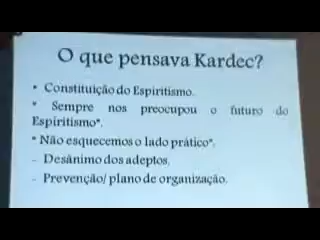 O que pensava Kardec?
• Constituição do Espiritismo.
* Sempre nos preocupou o futuro do
Espiritismo*.
* Não esquecemos o lado prático*.
- Desânimo dos adeptos.
- Prevenção/ plano de organização.